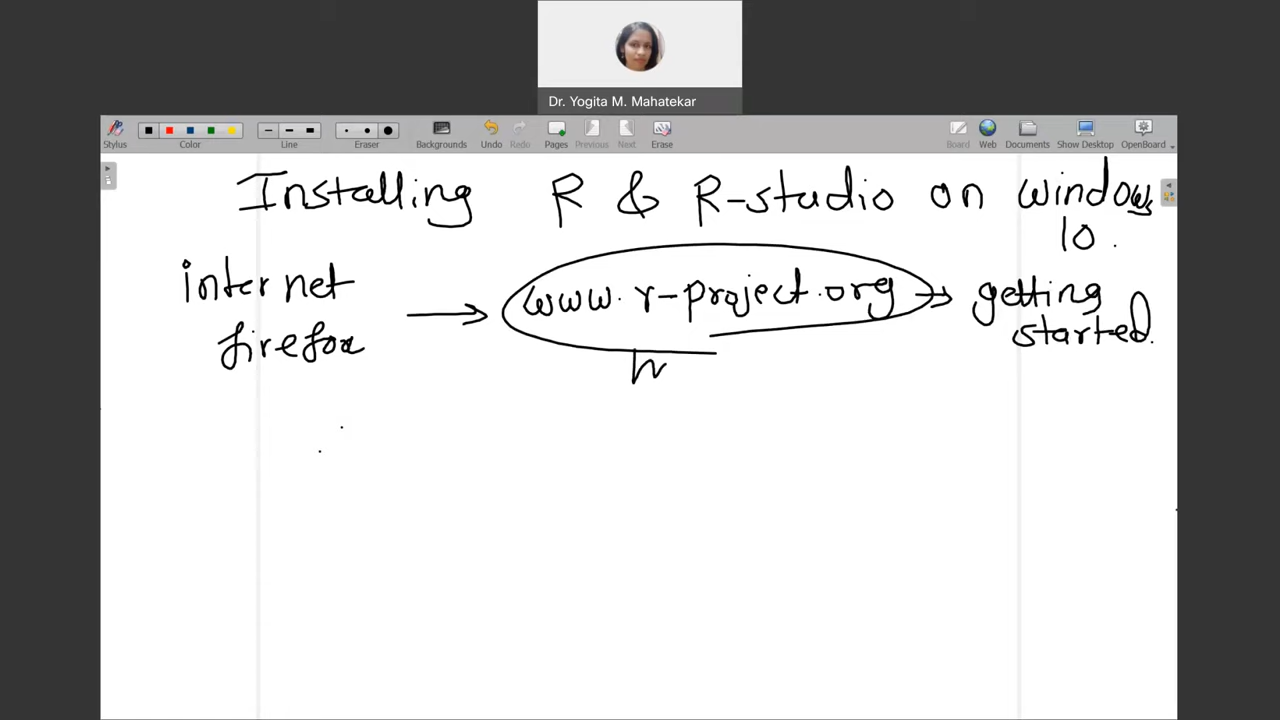 Dr. Yogita M. Mahatekar
Stylus Color Line Eraser Backgrounds Undo Redo Pages Previous Next Erase Board Web Documents Show Desktop OpenBoard
Installing R & R-studio on windows
10.
internet → www.r-project.org → getting
firefox started.